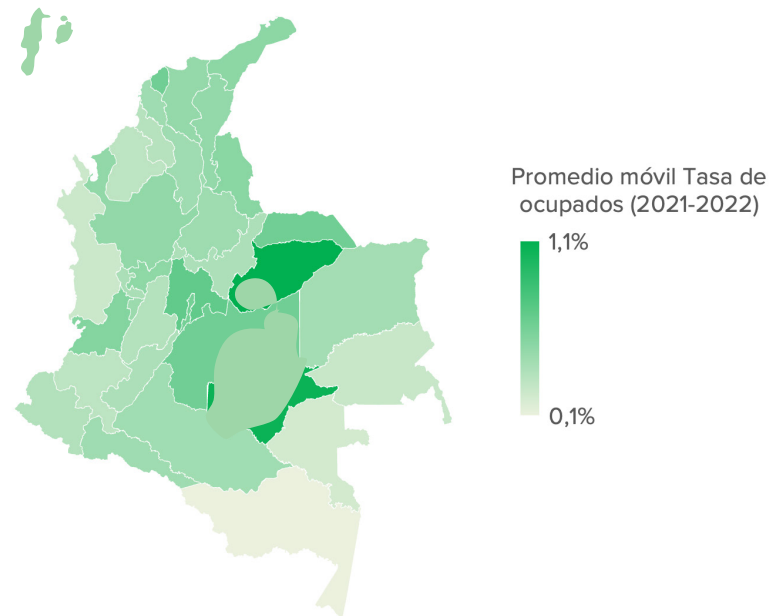 Promedio móvil Tasa de
ocupados (2021-2022)
1,1%
0,1%